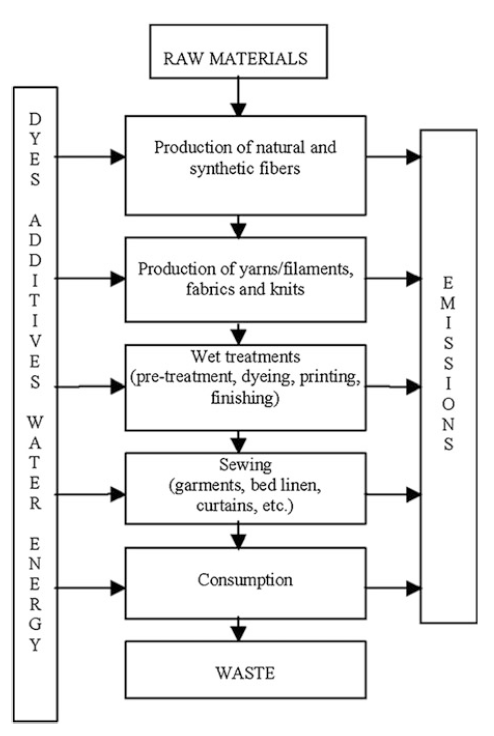 RAW MATERIALS
DYES ADDITIVES WATER ENERGY
Production of natural and
synthetic fibers
Production of yarns/filaments,
fabrics and knits
Wet treatments
(pre-treatment, dyeing, printing,
finishing)
Sewing
(garments, bed linen,
curtains, etc.)
Consumption
WASTE
EMISSIONS